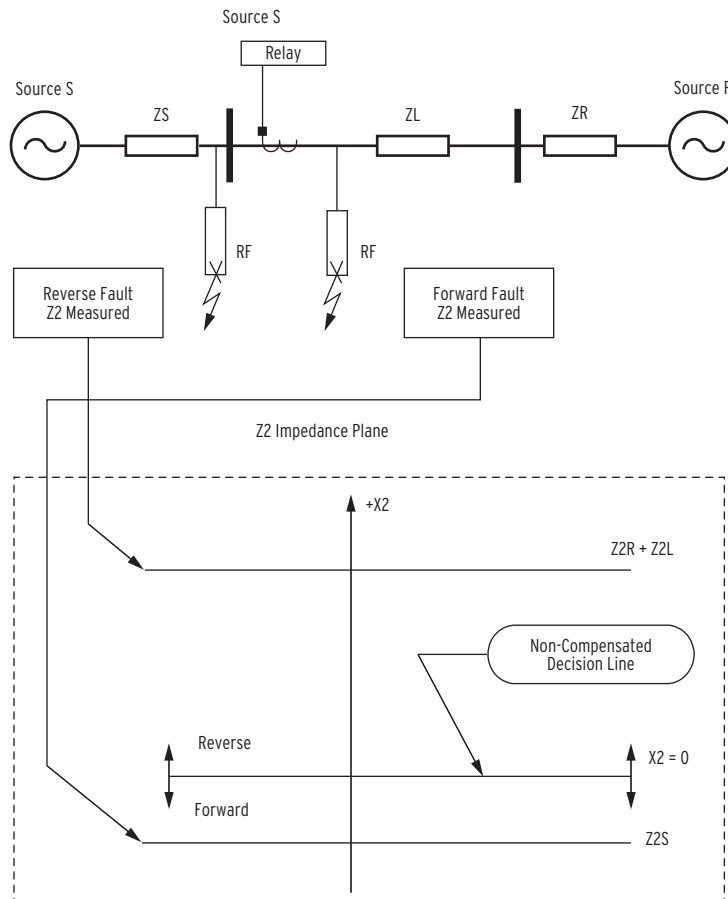 Source S
Relay
Source S
ZS
ZL
ZR
Source R
RF
RF
Reverse Fault
Z2 Measured
Forward Fault
Z2 Measured
Z2 Impedance Plane
+X2
Z2R + Z2L
Non-Compensated
Decision Line
Reverse
X2 = 0
Forward
Z2S